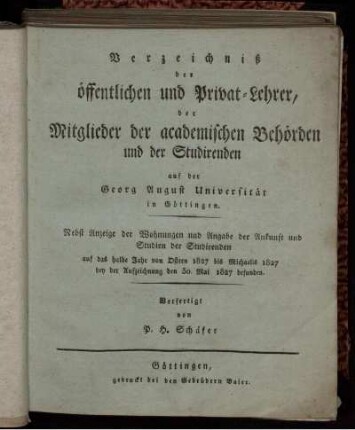 Verzeichniß
der
öffentlichen und Privat-Lehrer,
der
Mitglieder der academischen Behörden
und der Studirenden
auf der
Georg August Universität
in Göttingen.
Nebst Anzeige der Wohnungen und Angabe der Ankunft und
Studien der Studirenden
auf das halbe Jahr von Ostern 1827 bis Michaelis 1827
bey der Aufzeichnung den 30. Mai 1827 befunden.
Verfertigt
von
P. H. Schäfer
Göttingen,
gedruckt bei den Gebrüdern Baier.